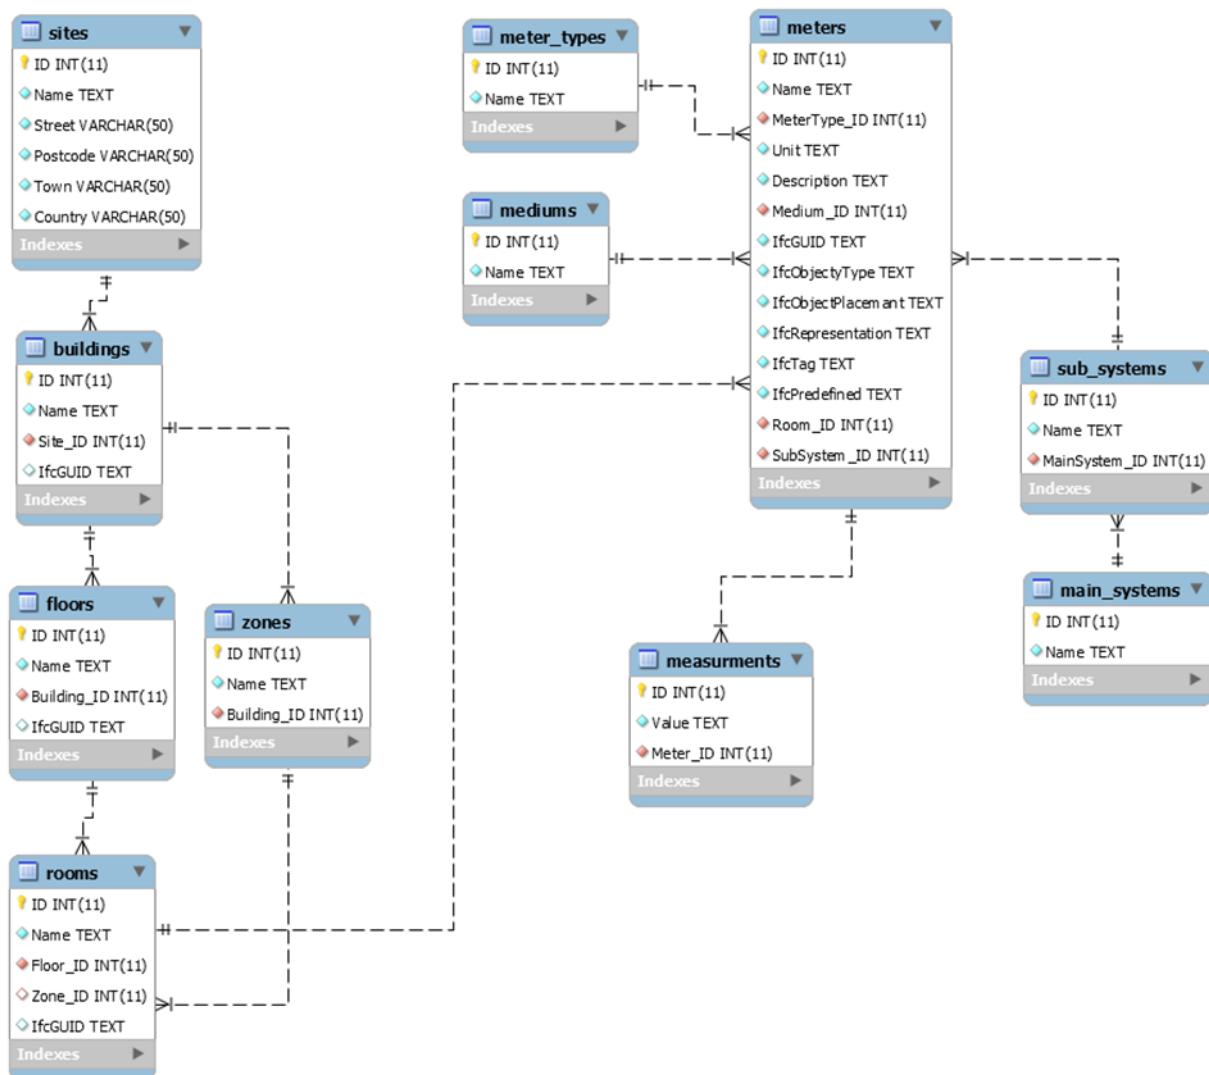 sites
ID INT(11)
Name TEXT
Street VARCHAR(50)
Postcode VARCHAR(50)
Town VARCHAR(50)
Country VARCHAR(50)
Indexes
buildings
ID INT(11)
Name TEXT
Site_ID INT(11)
IfcGUID TEXT
Indexes
floors
ID INT(11)
Name TEXT
Building_ID INT(11)
IfcGUID TEXT
Indexes
zones
ID INT(11)
Name TEXT
Building_ID INT(11)
Indexes
rooms
ID INT(11)
Name TEXT
Floor_ID INT(11)
Zone_ID INT(11)
IfcGUID TEXT
Indexes
meter_types
ID INT(11)
Name TEXT
Indexes
mediums
ID INT(11)
Name TEXT
Indexes
meters
ID INT(11)
Name TEXT
MeterType_ID INT(11)
Unit TEXT
Description TEXT
Medium_ID INT(11)
IfcGUID TEXT
IfcObjectyType TEXT
IfcObjectPlacemant TEXT
IfcRepresentation TEXT
IfcTag TEXT
IfcPredefined TEXT
Room_ID INT(11)
SubSystem_ID INT(11)
Indexes
measurments
ID INT(11)
Value TEXT
Meter_ID INT(11)
Indexes
sub_systems
ID INT(11)
Name TEXT
MainSystem_ID INT(11)
Indexes
main_systems
ID INT(11)
Name TEXT
Indexes